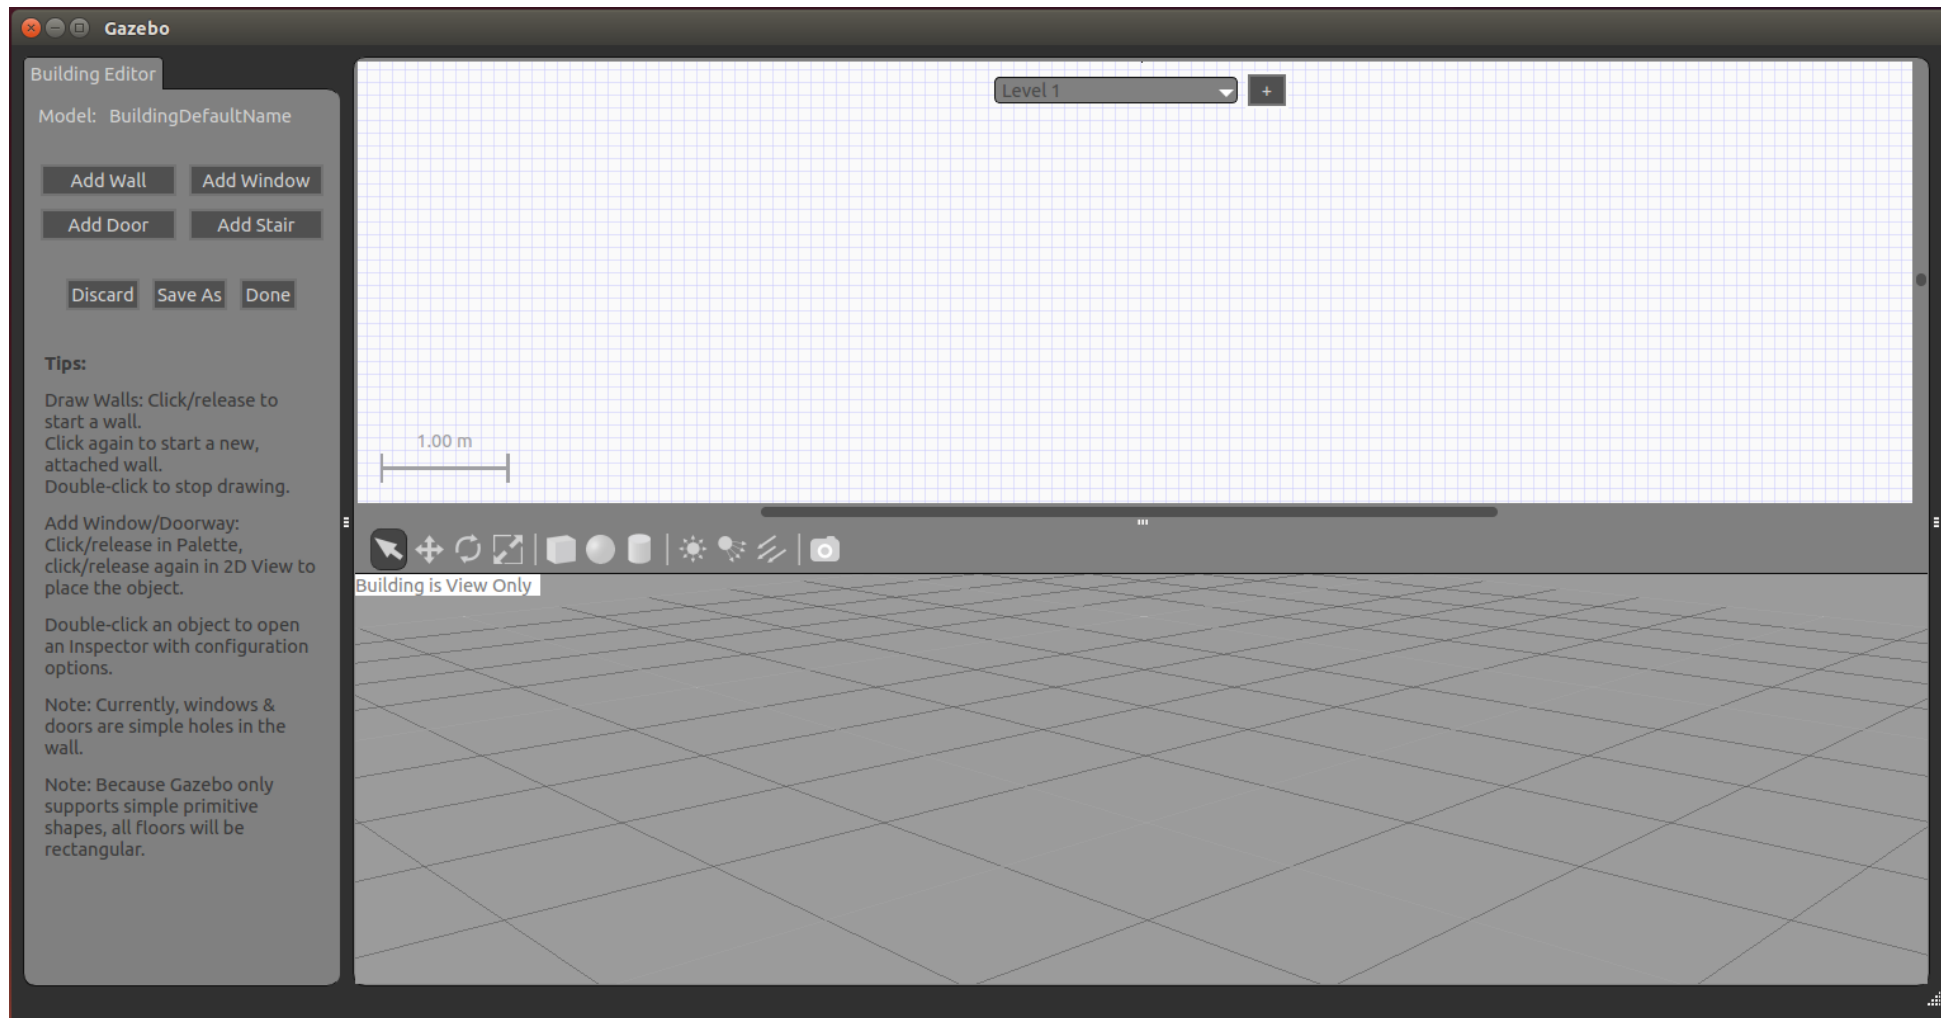 Gazebo
Building Editor
Model: BuildingDefaultName
Add Wall
Add Window
Add Door
Add Stair
Discard
Save As
Done
Tips:
Draw Walls: Click/release to
start a wall.
Click again to start a new,
attached wall.
Double-click to stop drawing.
Add Window/Doorway:
Click/release in Palette,
click/release again in 2D View to
place the object.
Double-click an object to open
an Inspector with configuration
options.
Note: Currently, windows &
doors are simple holes in the
wall.
Note: Because Gazebo only
supports simple primitive
shapes, all floors will be
rectangular.
Level 1
+
1.00 m
Building is View Only